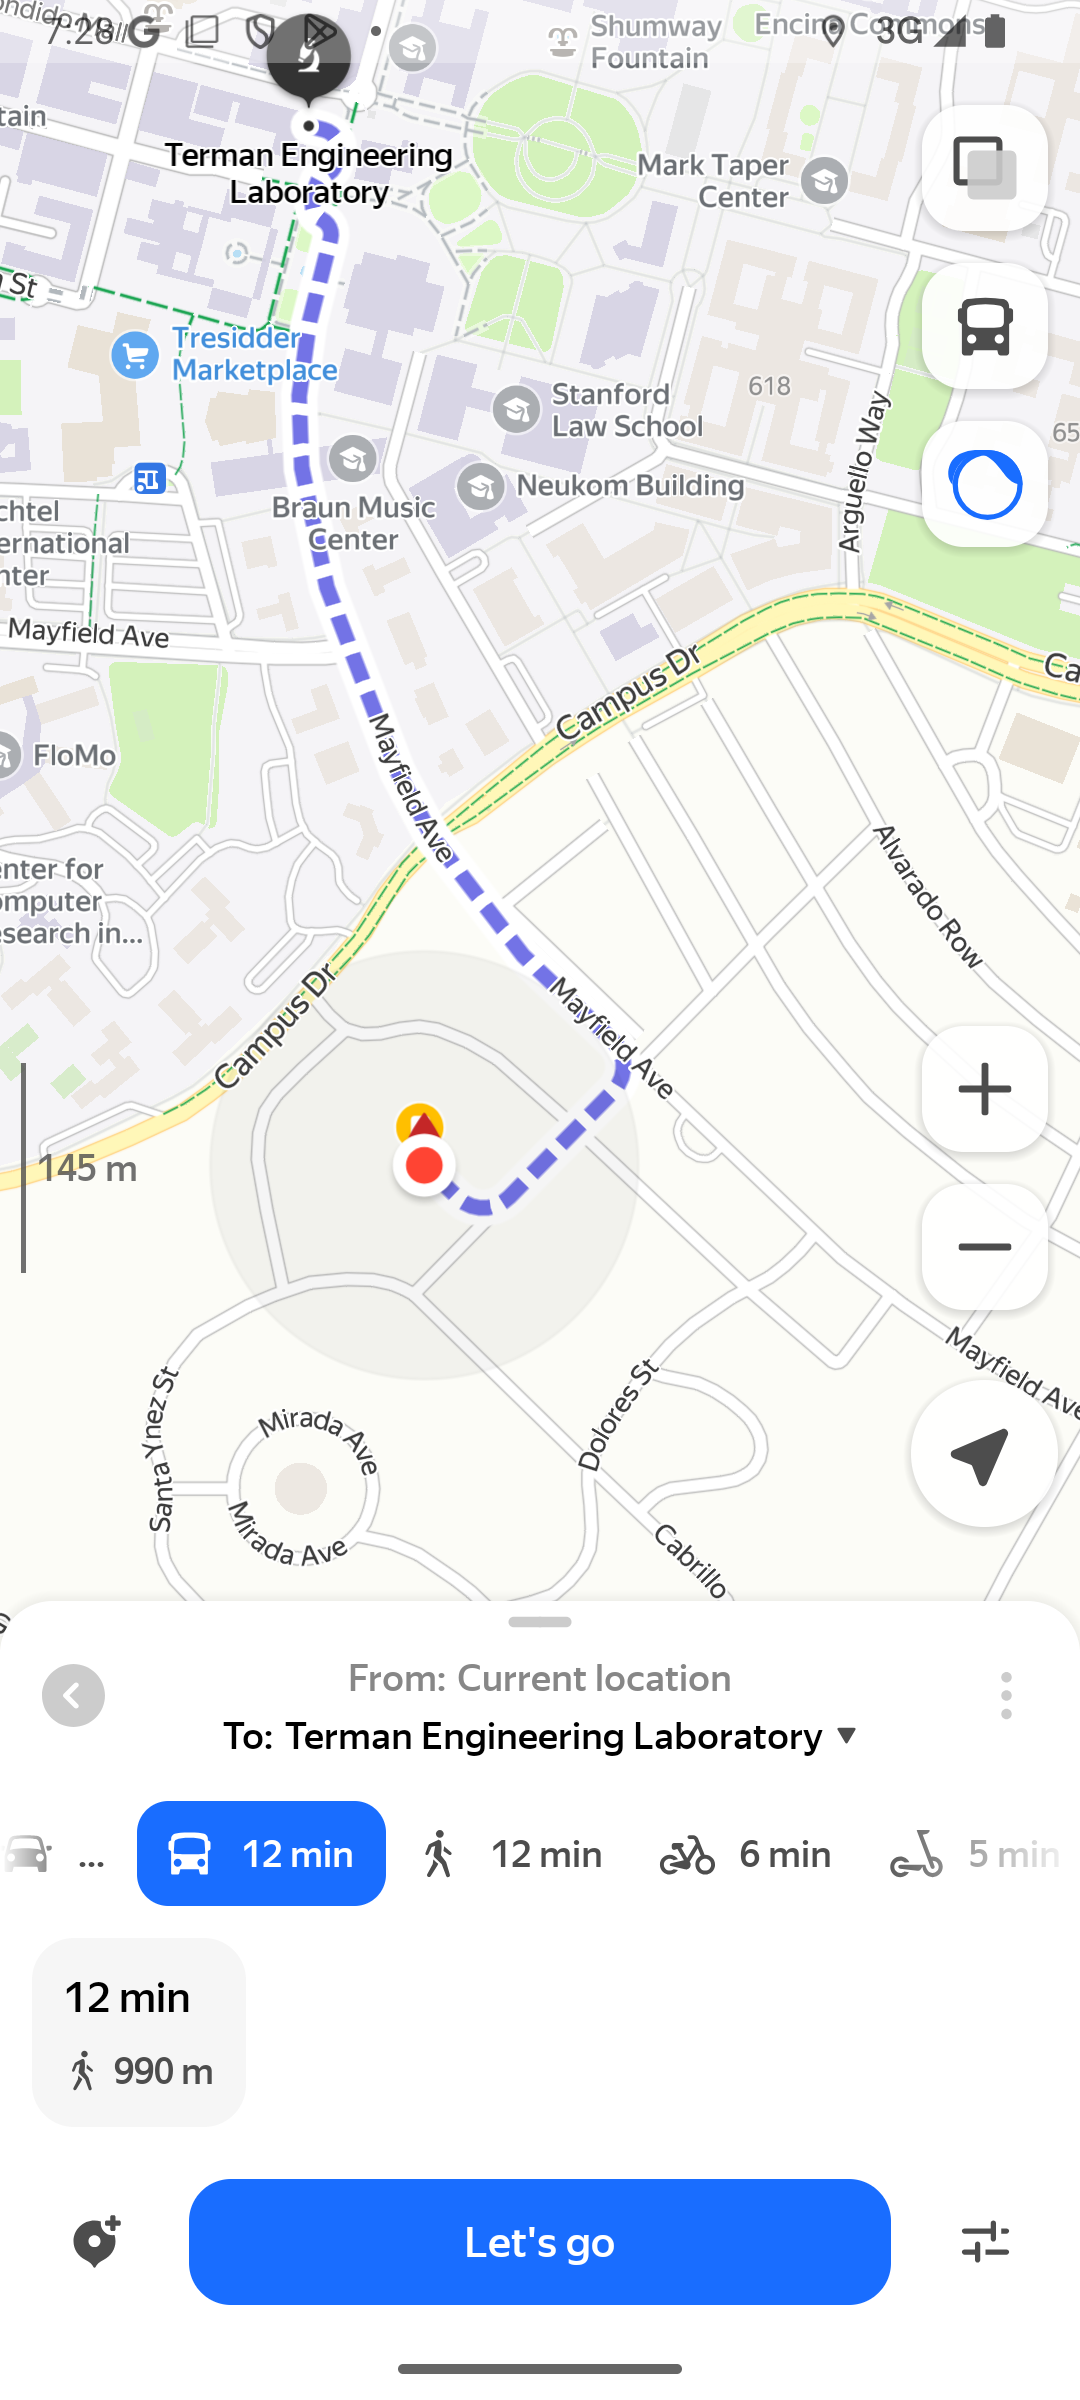 7:28
3G
Shumway
Fountain
Encina Commons
tain
Terman Engineering
Laboratory
Mark Taper
Center
St
Tresidder
Marketplace
618
Stanford
Law School
65
Arguello Way
Neukom Building
Braun Music
Center
chtel
ernational
nter
Mayfield Ave
Campus Dr
Ca
FloMo
Mayfield Ave
Alvarado Row
enter for
omputer
esearch in...
Campus Dr
Mayfield Ave
145 m
Mayfield Ave
Santa Ynez St
Mirada Ave
Mirada Ave
Dolores St
Cabrillo
From: Current location
To: Terman Engineering Laboratory
... 12 min 12 min 6 min 5 min
12 min
990 m
Let's go